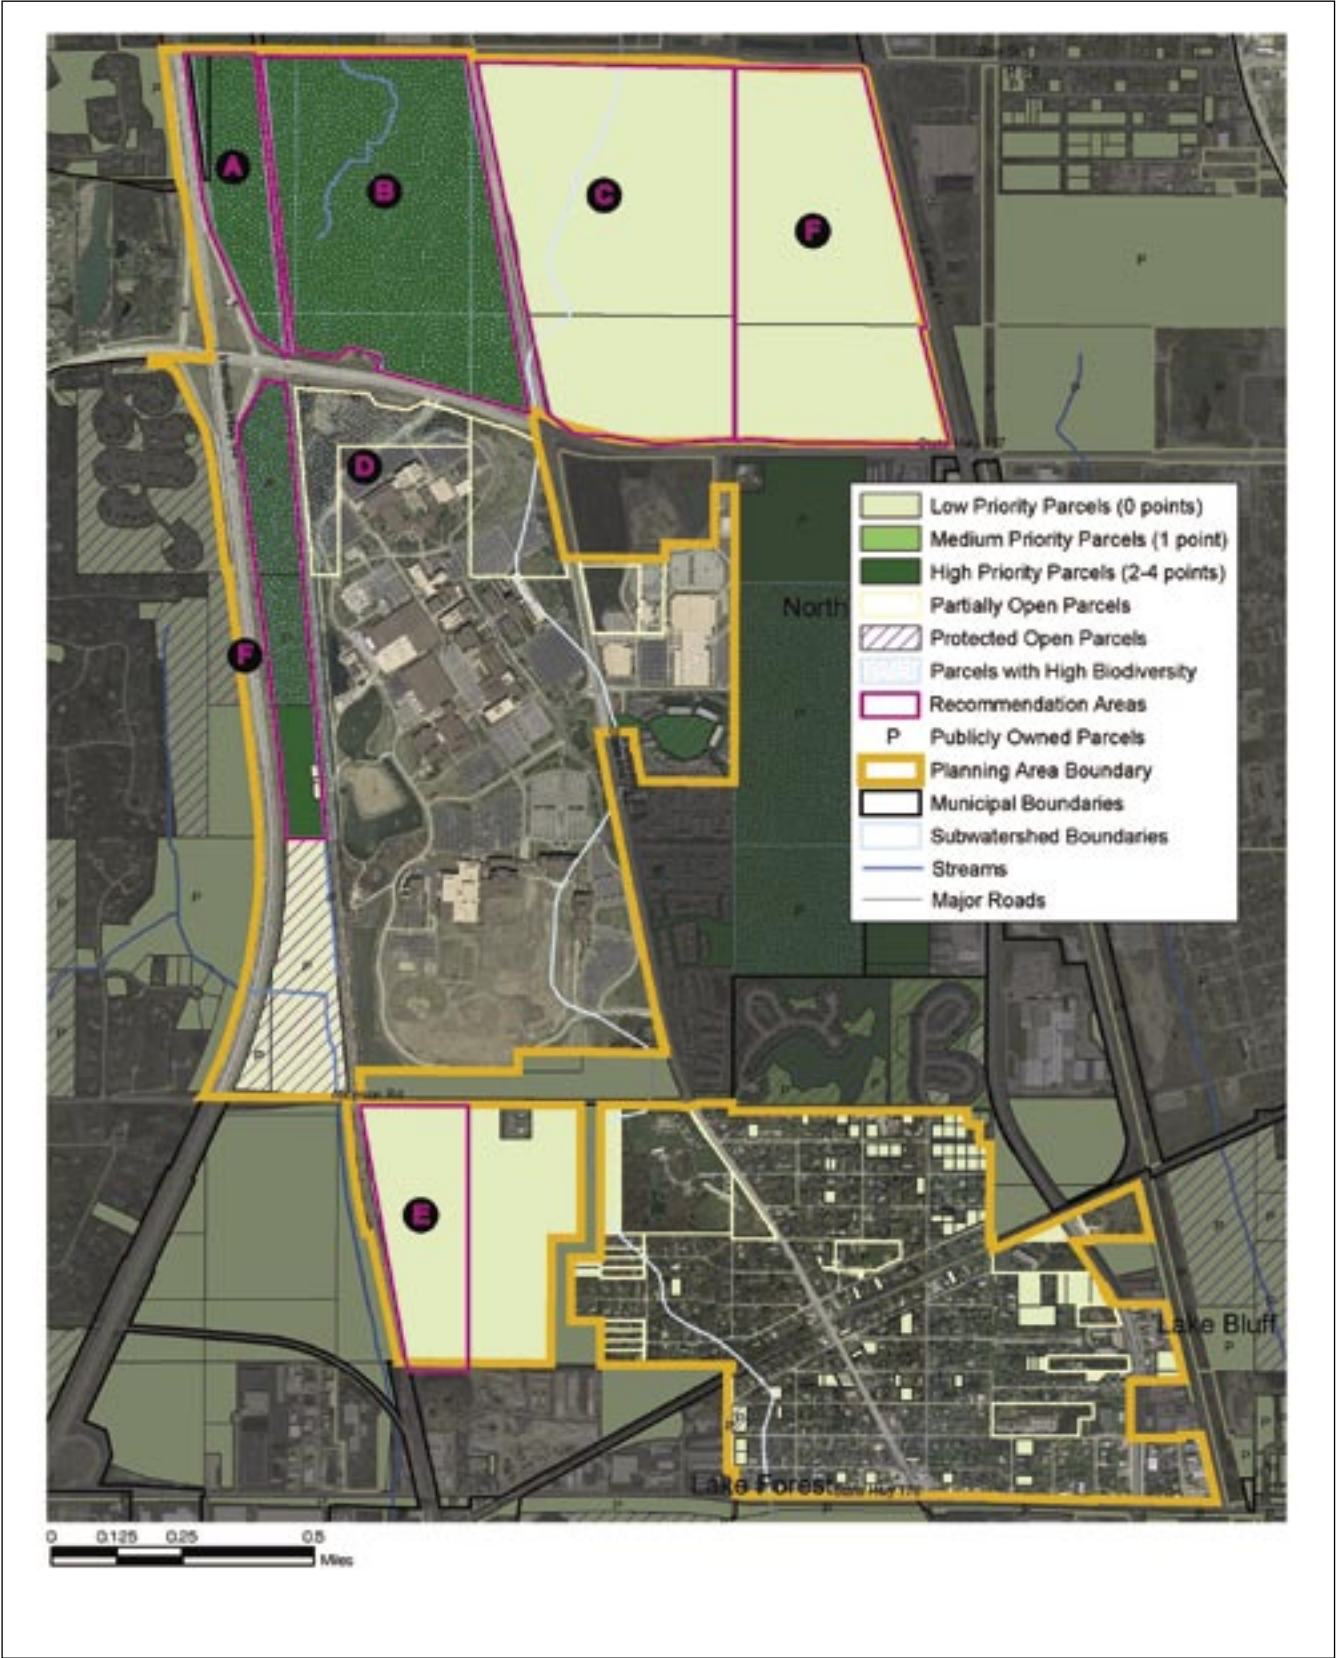 A
B
C
F
D
F
E
P
P
P
P
P
P
P
P
North
Low Priority Parcels (0 points)
Medium Priority Parcels (1 point)
High Priority Parcels (2-4 points)
Partially Open Parcels
Protected Open Parcels
Parcels with High Biodiversity
Recommendation Areas
P Publicly Owned Parcels
Planning Area Boundary
Municipal Boundaries
Subwatershed Boundaries
Streams
Major Roads
Lake Bluff
Lake Forest
0 0.125 0.25 0.5
Miles